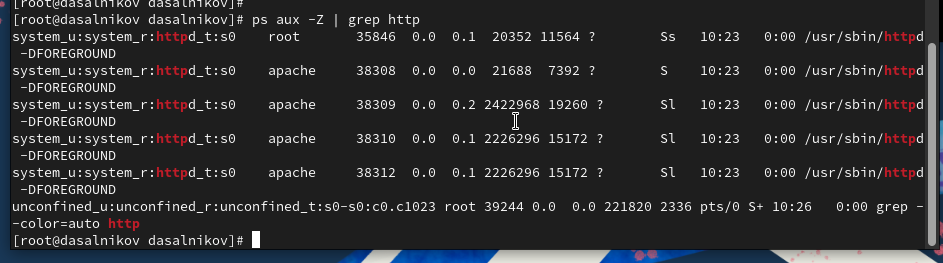 [root@dasalnikov dasalnikov]#
[root@dasalnikov dasalnikov]# ps aux -Z | grep http
system_u:system_r:httpd_t:s0    root       35846  0.0  0.1  20352 11564 ?        Ss   10:23   0:00 /usr/sbin/httpd
 -DFOREGROUND
system_u:system_r:httpd_t:s0    apache     38308  0.0  0.0  21688  7392 ?        S    10:23   0:00 /usr/sbin/httpd
 -DFOREGROUND
system_u:system_r:httpd_t:s0    apache     38309  0.0  0.2 2422968 19260 ?       Sl   10:23   0:00 /usr/sbin/httpd
 -DFOREGROUND
system_u:system_r:httpd_t:s0    apache     38310  0.0  0.1 2226296 15172 ?       Sl   10:23   0:00 /usr/sbin/httpd
 -DFOREGROUND
system_u:system_r:httpd_t:s0    apache     38312  0.0  0.1 2226296 15172 ?       Sl   10:23   0:00 /usr/sbin/httpd
 -DFOREGROUND
unconfined_u:unconfined_r:unconfined_t:s0-s0:c0.c1023 root 39244 0.0  0.0 221820 2336 pts/0 S+ 10:26   0:00 grep -
-color=auto http
[root@dasalnikov dasalnikov]#